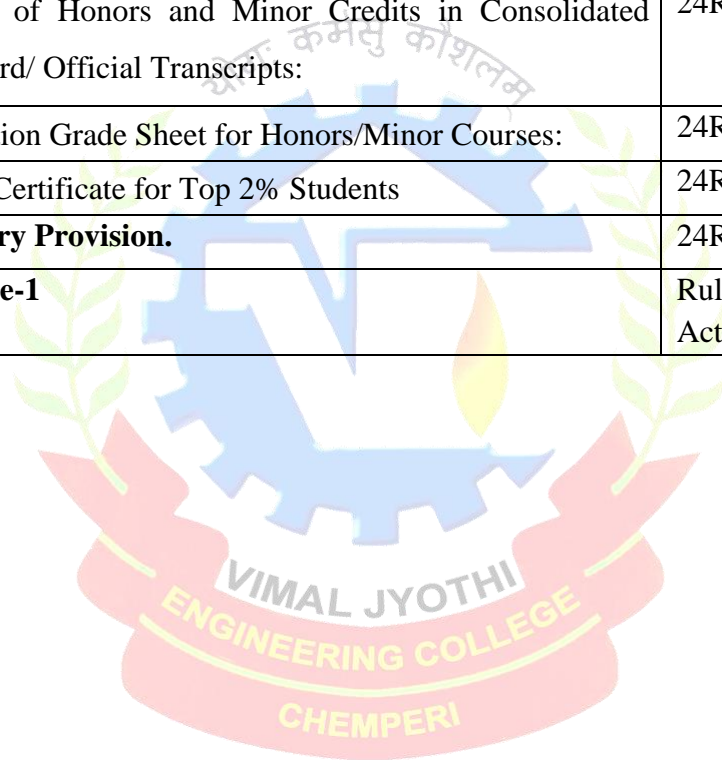 of Honors and Minor Credits in Consolidated 24R
rd/ Official Transcripts:
योगः कर्मसु कौशलम्
tion Grade Sheet for Honors/Minor Courses: 24R
Certificate for Top 2% Students 24R
ry Provision. 24R
e-1 Rul
Act
VIMAL JYOTHI
ENGINEERING COLLEGE
CHEMPERI